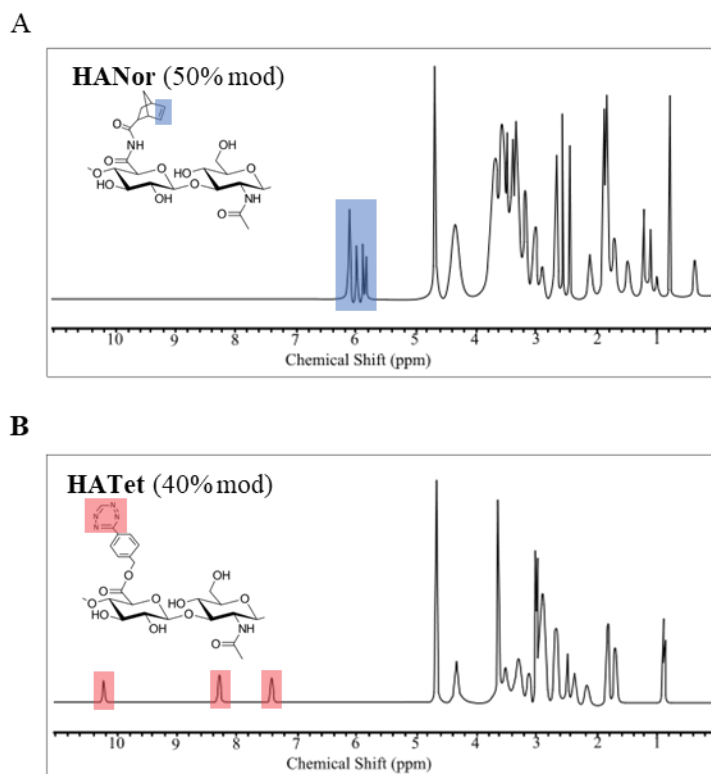 A
HANor (50% mod)
O
NH
O
OH
O
O
HO
O
O
HO
OH
O
HO
NH
O
10 9 8 7 6 5 4 3 2 1
Chemical Shift (ppm)
B
HATet (40% mod)
N N
N N
O
O
OH
O
O
HO
O
O
HO
OH
O
HO
NH
O
10 9 8 7 6 5 4 3 2 1
Chemical Shift (ppm)